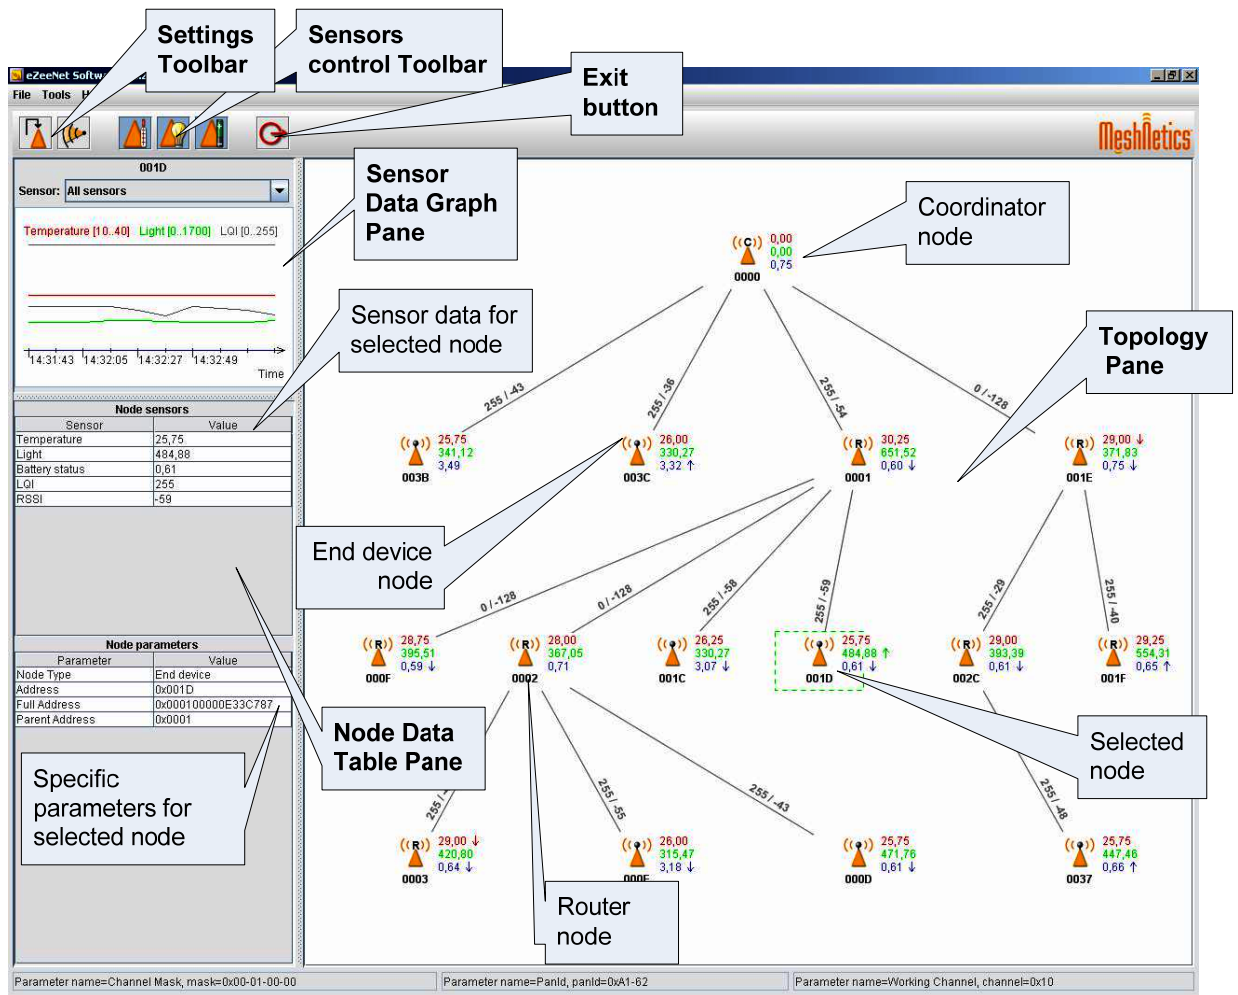 Settings
Toolbar
Sensors
control Toolbar
Exit
button
eZeeNet
File Tools
MeshNetics
001D
Sensor: All sensors
Temperature [10..40] Light [0..1700] LQI [0..255]
14:31:43 14:32:05 14:32:27 14:32:49
Time
Sensor
Data Graph
Pane
Sensor data for
selected node
Coordinator
node
Topology
Pane
((C)) 0,00
0,00
0,75
0000
255 / -43
255 / -36
255 / -54
0 / -128
Node sensors
Sensor Value
Temperature 25,75
Light 484,88
Battery status 0,61
LQI 255
RSSI -59
25,75
341,12
3,49
003B
26,00
330,27
3,32 ↑
003C
((R)) 30,25
651,52
0,60 ↓
0001
((R)) 29,00 ↓
371,83
0,75 ↓
001E
End device
node
0 / -128
0 / -128
255 / -58
255 / -59
255 / -29
255 / -40
Node parameters
Parameter Value
Node Type End device
Address 0x001D
Full Address 0x000100000E33C787
Parent Address 0x0001
((R)) 28,75
395,51
0,59 ↓
000F
((R)) 28,00
367,05
0,71
0002
26,25
330,27
3,07 ↓
001C
25,75
484,88 ↑
0,61 ↓
001D
((R)) 29,00
393,39
0,61 ↓
002C
((R)) 29,25
554,31
0,65 ↑
001F
Node Data
Table Pane
Selected
node
Specific
parameters for
selected node
255 / -55
255 / -43
255 / -48
((R)) 29,00 ↓
420,80
0,64 ↓
0003
26,00
315,47
3,18 ↓
25,75
471,76
0,61 ↓
000D
25,75
447,46
0,66 ↑
0037
Router
node
Parameter name=Channel Mask, mask=0x00-01-00-00
Parameter name=PanId, panId=0xA1-62
Parameter name=Working Channel, channel=0x10